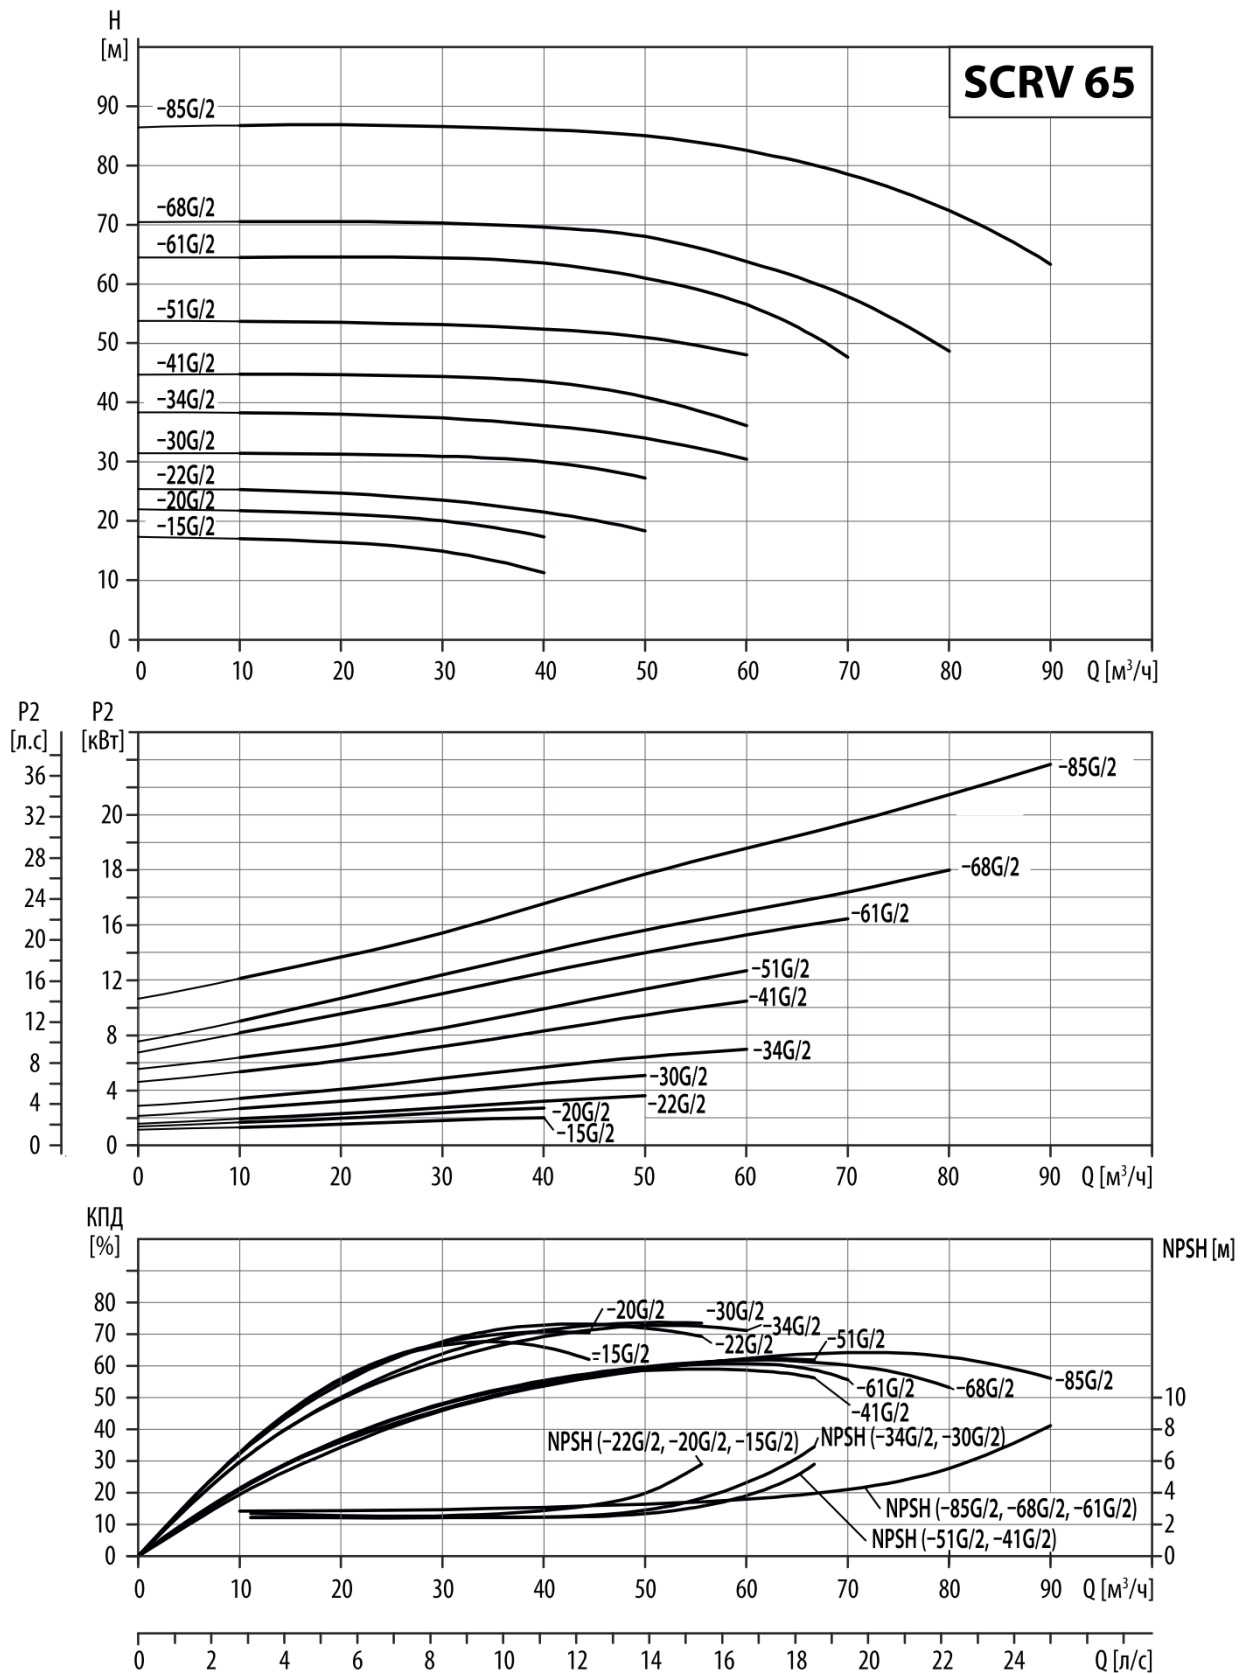 H
[м]
SCRV 65
90
80
70
60
50
40
30
20
10
0
–85G/2
–68G/2
–61G/2
–51G/2
–41G/2
–34G/2
–30G/2
–22G/2
–20G/2
–15G/2
0 10 20 30 40 50 60 70 80 90 Q [м³/ч]
P2 P2
[л.с] [кВт]
36
32
28
24
20
16
12
8
4
0
20
18
16
12
8
4
0
–85G/2
–68G/2
–61G/2
–51G/2
–41G/2
–34G/2
–30G/2
–22G/2
–20G/2
–15G/2
0 10 20 30 40 50 60 70 80 90 Q [м³/ч]
КПД
[%]
NPSH [м]
80
70
60
50
40
30
20
10
0
10
8
6
4
2
0
–20G/2
–30G/2
–34G/2
–22G/2
–51G/2
–15G/2
–61G/2
–68G/2
–85G/2
–41G/2
NPSH (–22G/2, –20G/2, –15G/2)
NPSH (–34G/2, –30G/2)
NPSH (–85G/2, –68G/2, –61G/2)
NPSH (–51G/2, –41G/2)
0 10 20 30 40 50 60 70 80 90 Q [м³/ч]
0 2 4 6 8 10 12 14 16 18 20 22 24 Q [л/с]